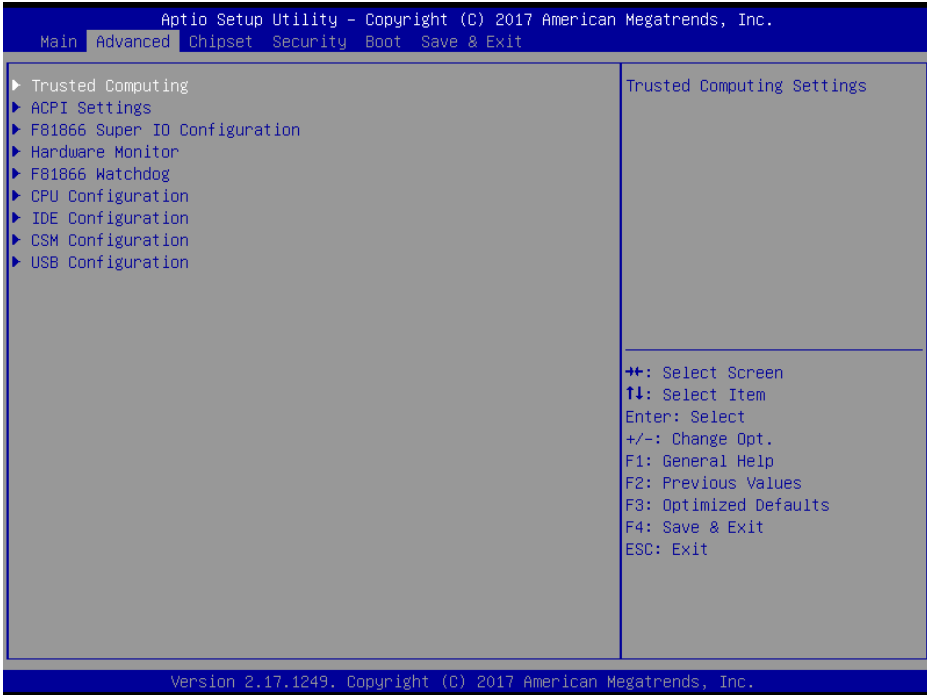 Aptio Setup Utility – Copyright (C) 2017 American Megatrends, Inc.
Main Advanced Chipset Security Boot Save & Exit
▶ Trusted Computing
▶ ACPI Settings
▶ F81866 Super IO Configuration
▶ Hardware Monitor
▶ F81866 Watchdog
▶ CPU Configuration
▶ IDE Configuration
▶ CSM Configuration
▶ USB Configuration
Trusted Computing Settings
→←: Select Screen
↑↓: Select Item
Enter: Select
+/-: Change Opt.
F1: General Help
F2: Previous Values
F3: Optimized Defaults
F4: Save & Exit
ESC: Exit
Version 2.17.1249. Copyright (C) 2017 American Megatrends, Inc.